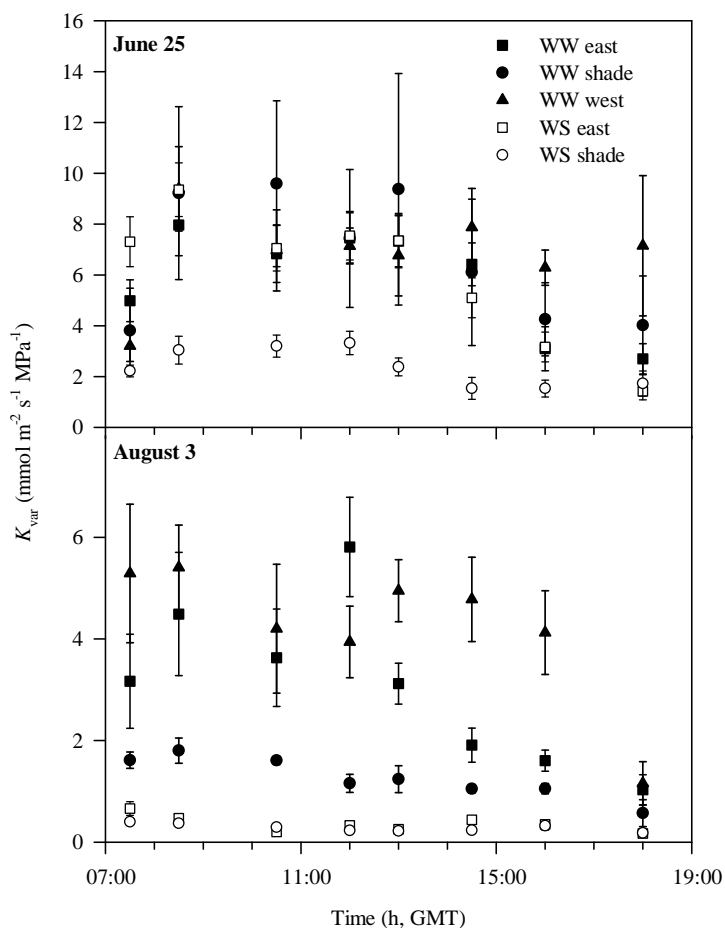 June 25
WW east
WW shade
WW west
WS east
WS shade
16
14
12
10
8
6
4
2
0
August 3
6
4
2
0
K var (mmol m-2 s-1 MPa-1)
07:00 11:00 15:00 19:00
Time (h, GMT)